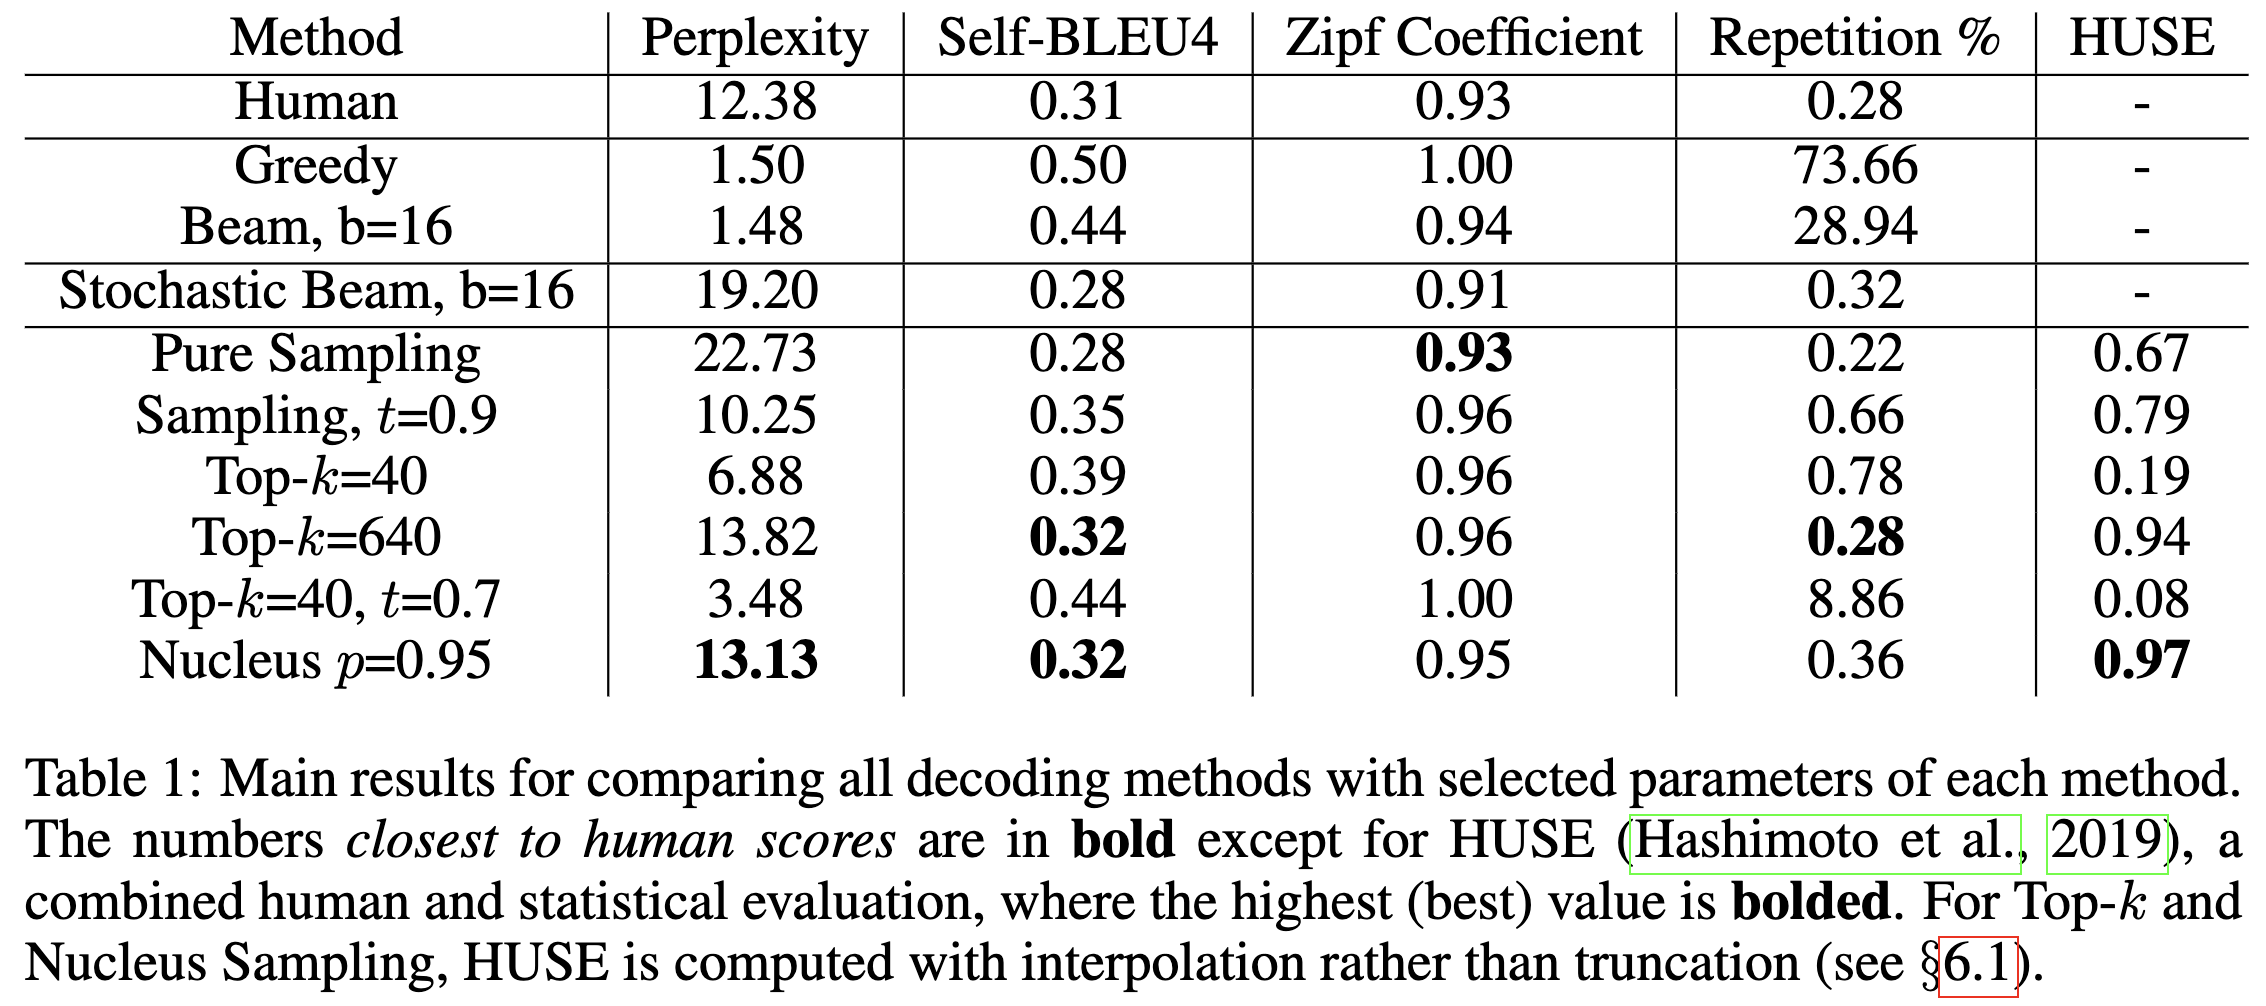 Method Perplexity Self-BLEU4 Zipf Coefficient Repetition % HUSE
Human 12.38 0.31 0.93 0.28 -
Greedy 1.50 0.50 1.00 73.66 -
Beam, b=16 1.48 0.44 0.94 28.94 -
Stochastic Beam, b=16 19.20 0.28 0.91 0.32 -
Pure Sampling 22.73 0.28 0.93 0.22 0.67
Sampling, t=0.9 10.25 0.35 0.96 0.66 0.79
Top-k=40 6.88 0.39 0.96 0.78 0.19
Top-k=640 13.82 0.32 0.96 0.28 0.94
Top-k=40, t=0.7 3.48 0.44 1.00 8.86 0.08
Nucleus p=0.95 13.13 0.32 0.95 0.36 0.97
Table 1: Main results for comparing all decoding methods with selected parameters of each method.
The numbers closest to human scores are in bold except for HUSE (Hashimoto et al., 2019), a
combined human and statistical evaluation, where the highest (best) value is bolded. For Top-k and
Nucleus Sampling, HUSE is computed with interpolation rather than truncation (see §6.1).